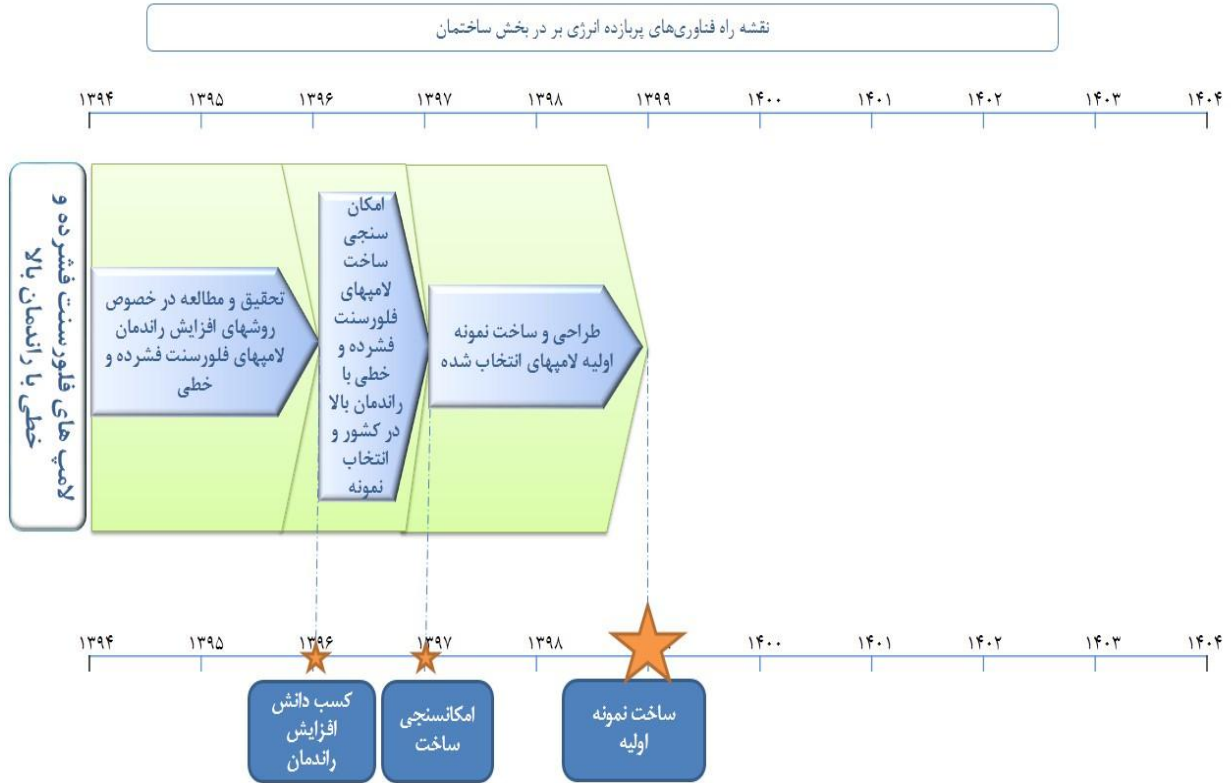 نقشه راه فناوری‌های پربازده انرژی بر در بخش ساختمان
۱۳۹۴ ۱۳۹۵ ۱۳۹۶ ۱۳۹۷ ۱۳۹۸ ۱۳۹۹ ۱۴۰۰ ۱۴۰۱ ۱۴۰۲ ۱۴۰۳ ۱۴۰۴
لامپ های فلورسنت فشرده و
خطی با راندمان بالا
تحقیق و مطالعه در خصوص
روشهای افزایش راندمان
لامپهای فلورسنت فشرده و
خطی
امکان
سنجی
ساخت
لامپهای
فلورسنت
فشرده و
خطی با
راندمان بالا
در کشور و
انتخاب
نمونه
طراحی و ساخت نمونه
اولیه لامپهای انتخاب شده
۱۳۹۴ ۱۳۹۵ ۱۳۹۶ ۱۳۹۷ ۱۳۹۸ ۱۴۰۰ ۱۴۰۱ ۱۴۰۲ ۱۴۰۳ ۱۴۰۴
کسب دانش
افزایش
راندمان
امکانسنجی
ساخت
ساخت نمونه
اولیه